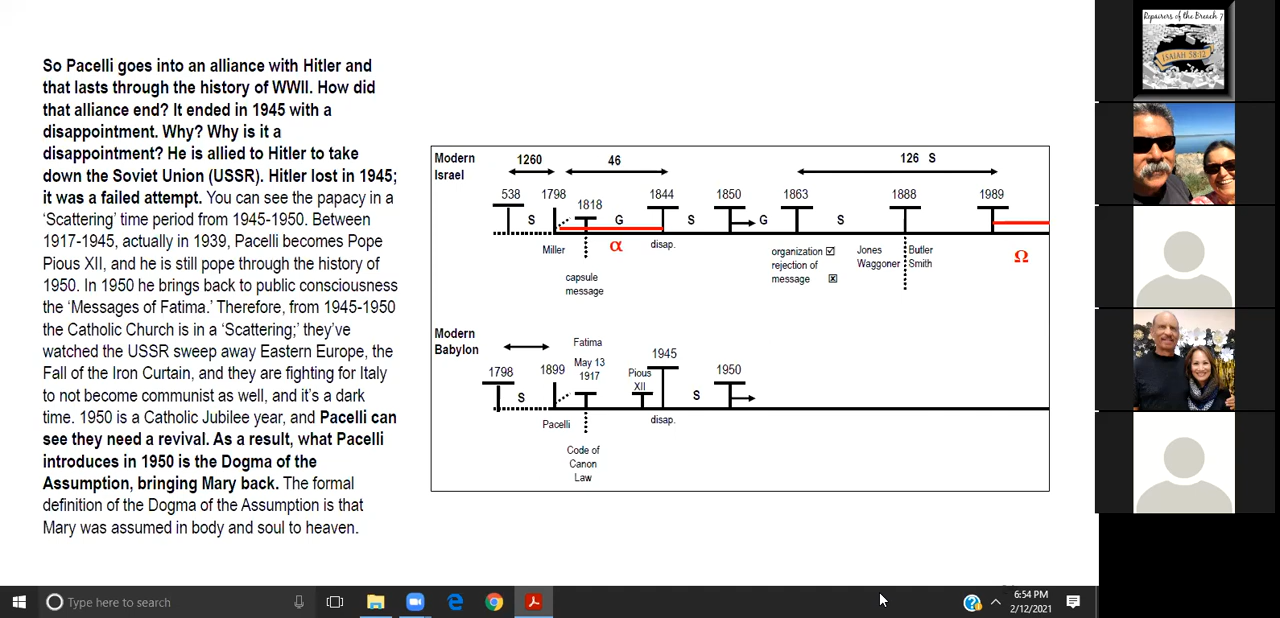 So Pacelli goes into an alliance with Hitler and
that lasts through the history of WWII. How did
that alliance end? It ended in 1945 with a
disappointment. Why? Why is it a
disappointment? He is allied to Hitler to take
down the Soviet Union (USSR). Hitler lost in 1945;
it was a failed attempt. You can see the papacy in a
‘Scattering’ time period from 1945-1950. Between
1917-1945, actually in 1939, Pacelli becomes Pope
Pious XII, and he is still pope through the history of
1950. In 1950 he brings back to public consciousness
the ‘Messages of Fatima.’ Therefore, from 1945-1950
the Catholic Church is in a ‘Scattering;’ they’ve
watched the USSR sweep away Eastern Europe, the
Fall of the Iron Curtain, and they are fighting for Italy
to not become communist as well, and it’s a dark
time. 1950 is a Catholic Jubilee year, and Pacelli can
see they need a revival. As a result, what Pacelli
introduces in 1950 is the Dogma of the
Assumption, bringing Mary back. The formal
definition of the Dogma of the Assumption is that
Mary was assumed in body and soul to heaven.
Modern
Israel
1260
46
126 S
538
1798
1818
1844
1850
1863
1888
1989
S
G
S
G
S
α
Ω
Miller
capsule
message
disap.
organization ☑
rejection of
message ☒
Jones
Waggoner
Butler
Smith
Modern
Babylon
1798
S
1899
Pacelli
Fatima
May 13
1917
Code of
Canon
Law
Pious
XII
1945
disap.
S
1950
Repairers of the Breach 7
ISAIAH 58:12
Type here to search
6:54 PM
2/12/2021